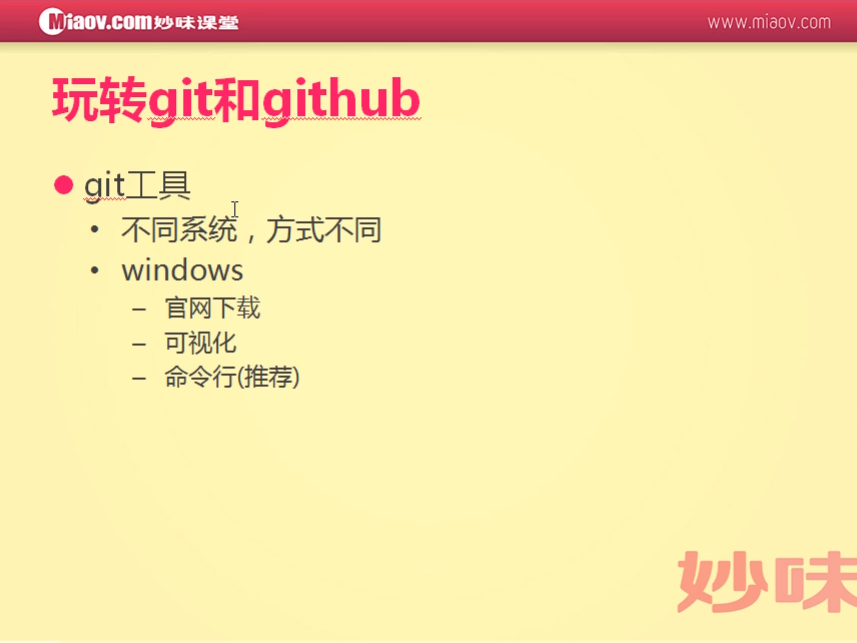 Miaov.com妙味课堂
www.miaov.com
玩转git和github
git工具
不同系统，方式不同
windows
官网下载
可视化
命令行(推荐)
妙味